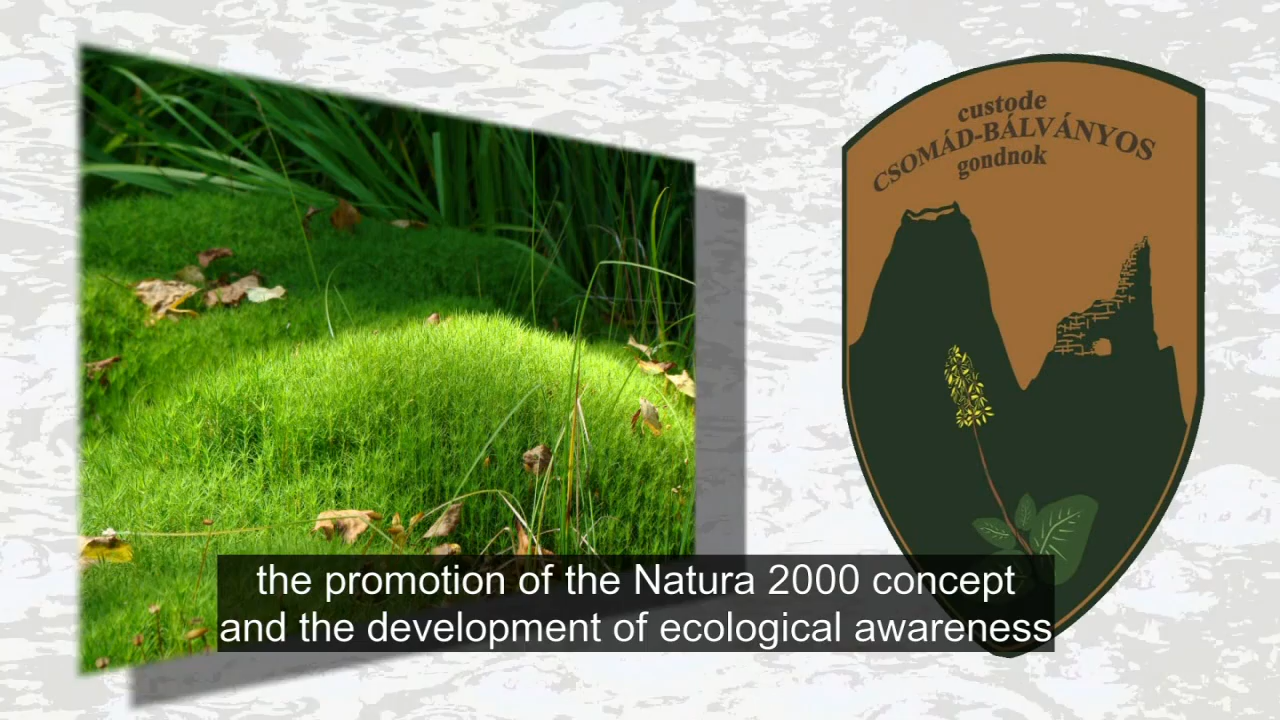 custode
CSOMÁD-BÁLVÁNYOS
gondnok
the promotion of the Natura 2000 concept
and the development of ecological awareness